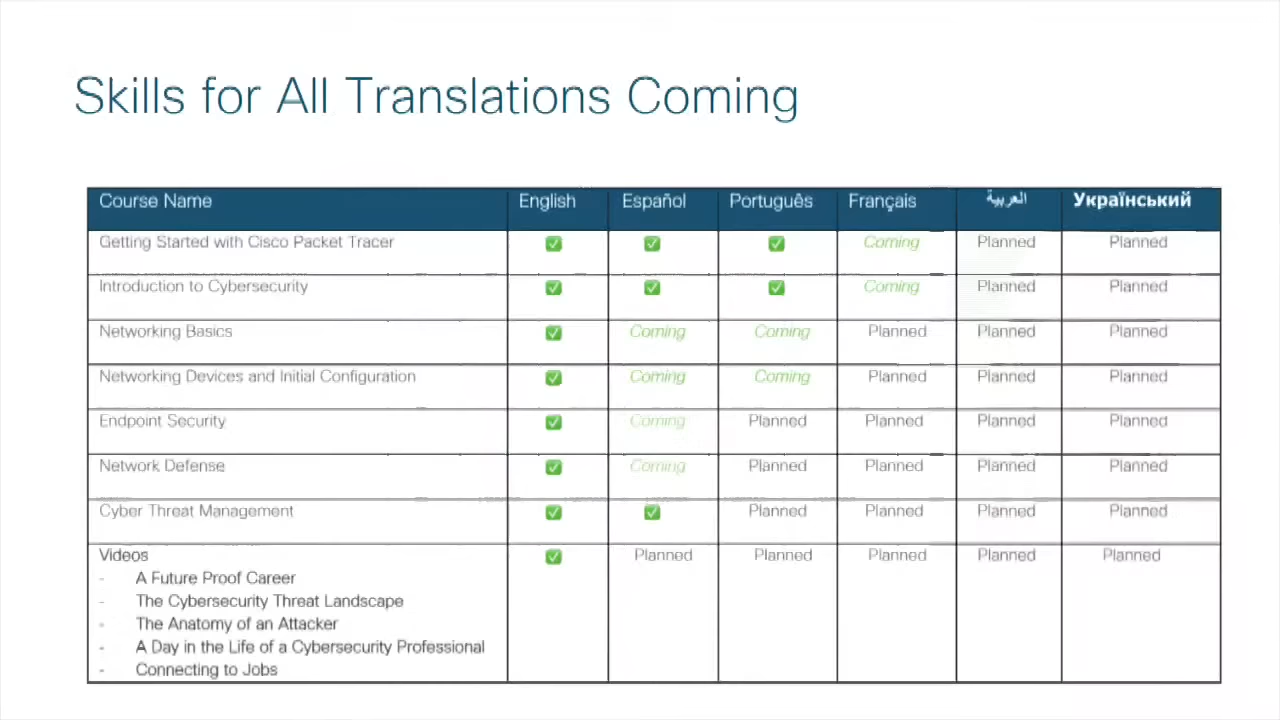 Skills for All Translations Coming
Course Name English Español Português Français العربية Український
Getting Started with Cisco Packet Tracer ✅ ✅ ✅ Coming Planned Planned
Introduction to Cybersecurity ✅ ✅ ✅ Coming Planned Planned
Networking Basics ✅ Coming Coming Planned Planned Planned
Networking Devices and Initial Configuration ✅ Coming Coming Planned Planned Planned
Endpoint Security ✅ Coming Planned Planned Planned Planned
Network Defense ✅ Coming Planned Planned Planned Planned
Cyber Threat Management ✅ ✅ Planned Planned Planned Planned
Videos ✅ Planned Planned Planned Planned Planned
- A Future Proof Career
- The Cybersecurity Threat Landscape
- The Anatomy of an Attacker
- A Day in the Life of a Cybersecurity Professional
- Connecting to Jobs